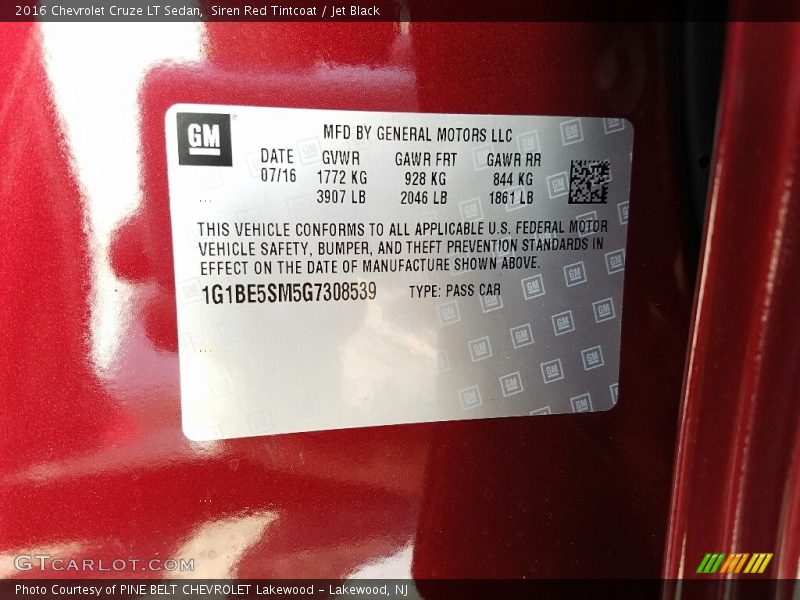 2016 Chevrolet Cruze LT Sedan,  Siren Red Tintcoat / Jet Black
GM
MFD BY GENERAL MOTORS LLC
DATE GVWR GAWR FRT GAWR RR
07/16 1772 KG 928 KG 844 KG
3907 LB 2046 LB 1861 LB
THIS VEHICLE CONFORMS TO ALL APPLICABLE U.S. FEDERAL MOTOR
VEHICLE SAFETY, BUMPER, AND THEFT PREVENTION STANDARDS IN
EFFECT ON THE DATE OF MANUFACTURE SHOWN ABOVE.
1G1BE5SM5G7308539 TYPE: PASS CAR
GTCARLOT.COM
Photo Courtesy of PINE BELT CHEVROLET Lakewood - Lakewood, NJ